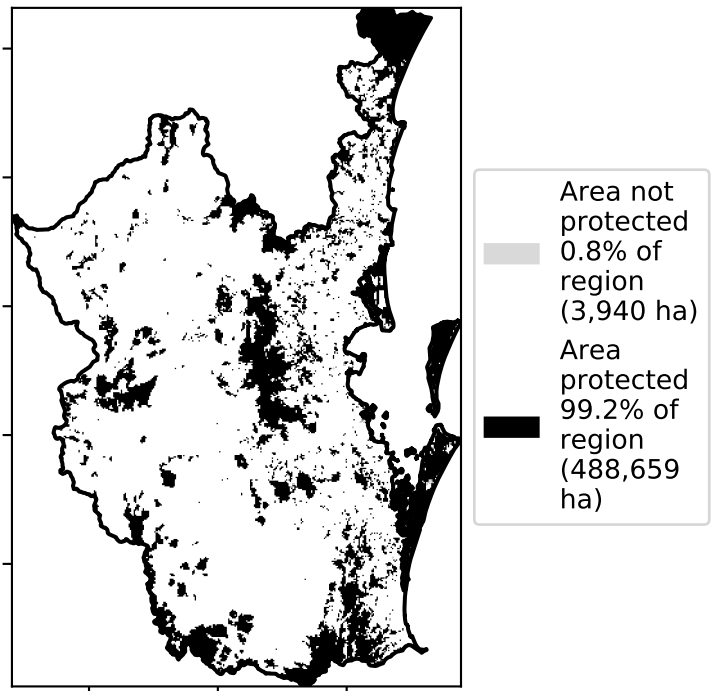 Area not
protected
0.8% of
region
(3,940 ha)
Area
protected
99.2% of
region
(488,659
ha)